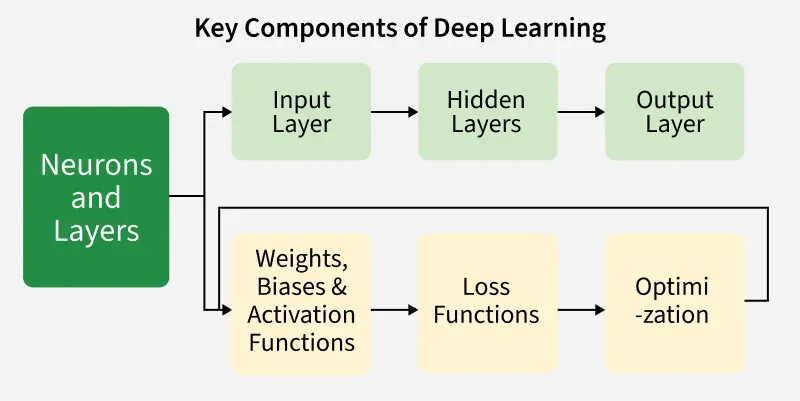 Key Components of Deep Learning
Neurons
and
Layers
Input
Layer
Hidden
Layers
Output
Layer
Weights,
Biases &
Activation
Functions
Loss
Functions
Optimi
-zation